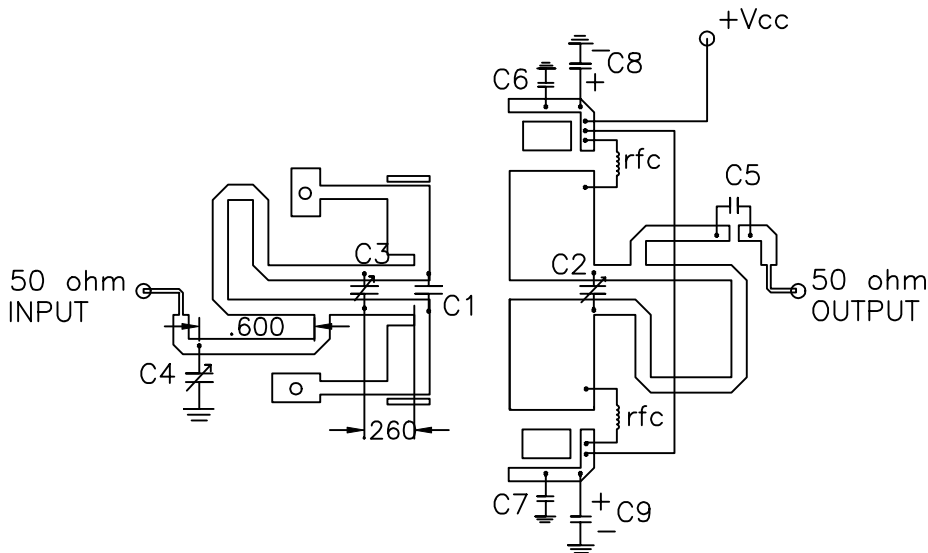 +Vcc
C8
−
+
C6
rfc
C5
C3
C2
50 ohm
INPUT
C1
50 ohm
OUTPUT
.600
C4
rfc
.260
C7
+
C9
−